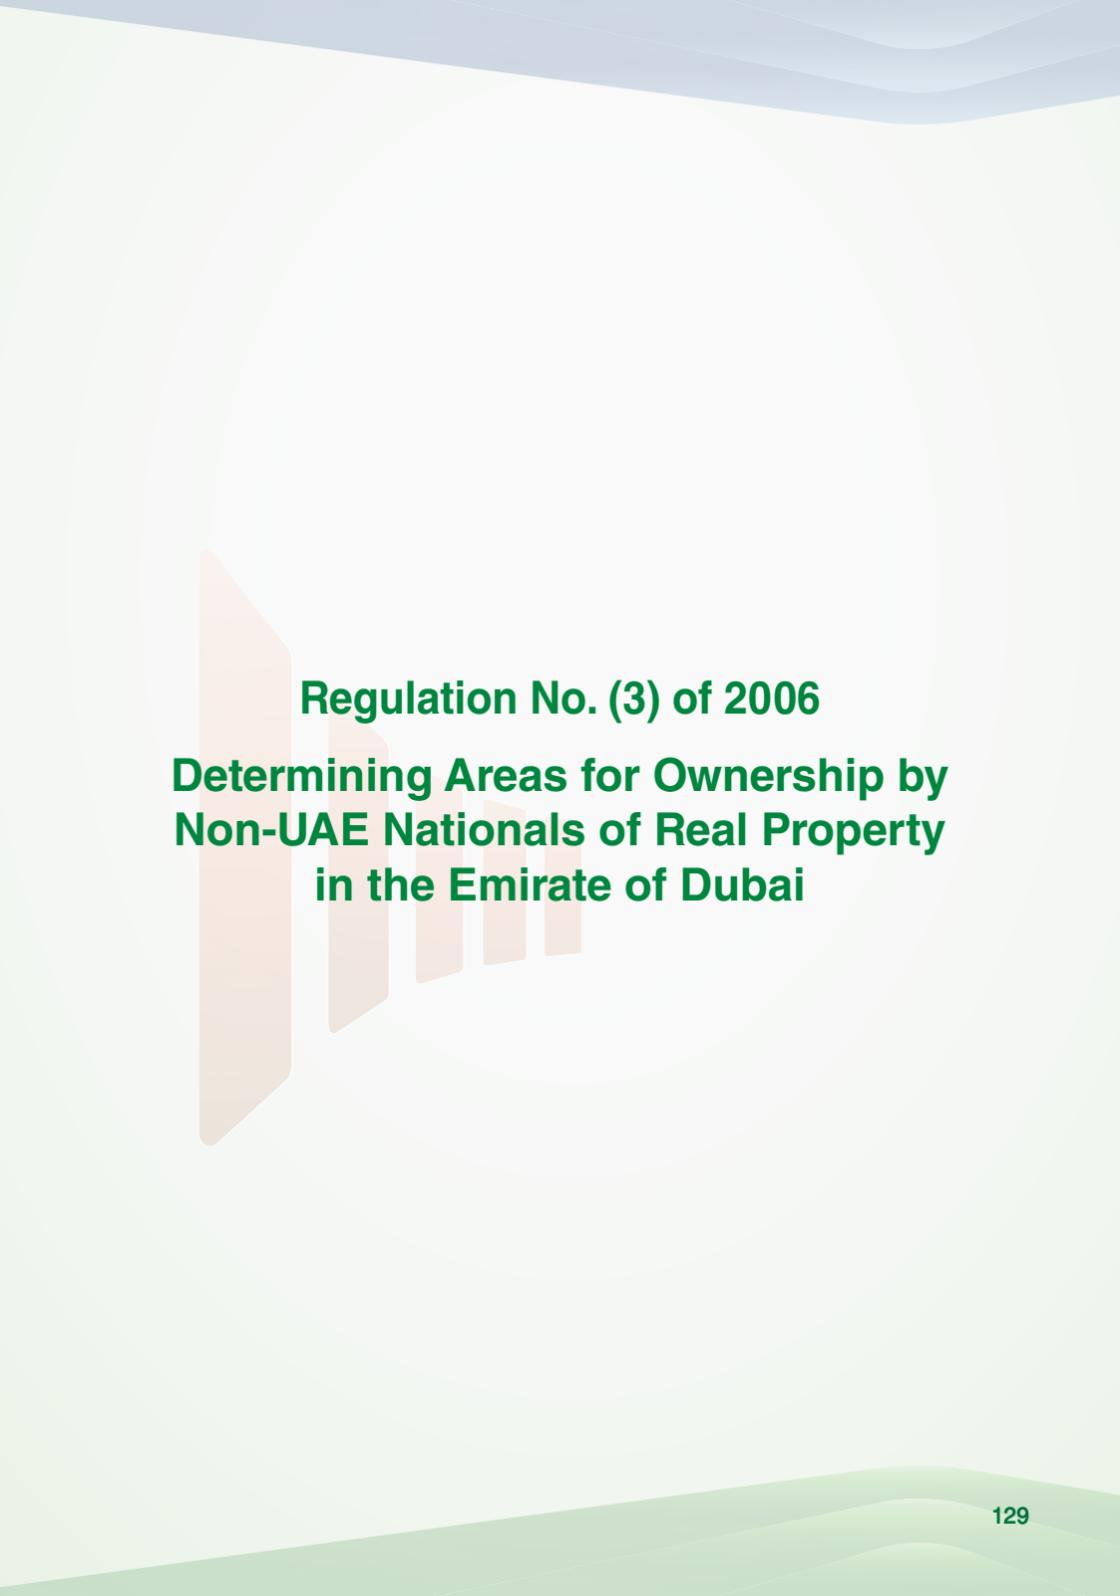 Regulation No. (3) of 2006
Determining Areas for Ownership by
Non-UAE Nationals of Real Property
in the Emirate of Dubai
129